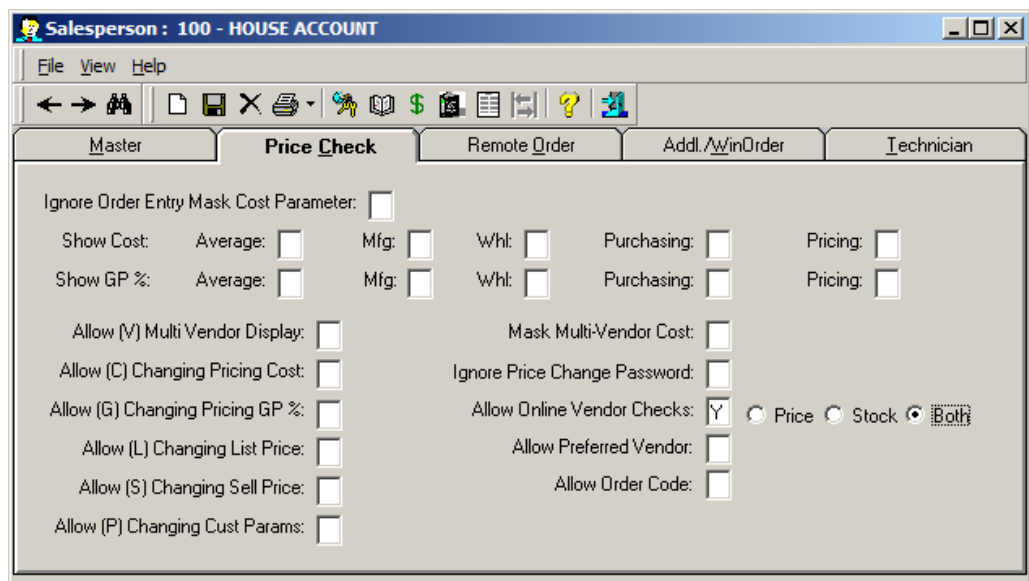 Salesperson : 100 - HOUSE ACCOUNT
File View Help
Master Price Check Remote Order Addl./WinOrder Technician
Ignore Order Entry Mask Cost Parameter:
Show Cost: Average: Mfg: Whl: Purchasing: Pricing:
Show GP %: Average: Mfg: Whl: Purchasing: Pricing:
Allow (V) Multi Vendor Display: Mask Multi-Vendor Cost:
Allow (C) Changing Pricing Cost: Ignore Price Change Password:
Allow (G) Changing Pricing GP %: Allow Online Vendor Checks: Y Price Stock Both
Allow (L) Changing List Price: Allow Preferred Vendor:
Allow (S) Changing Sell Price: Allow Order Code:
Allow (P) Changing Cust Params: